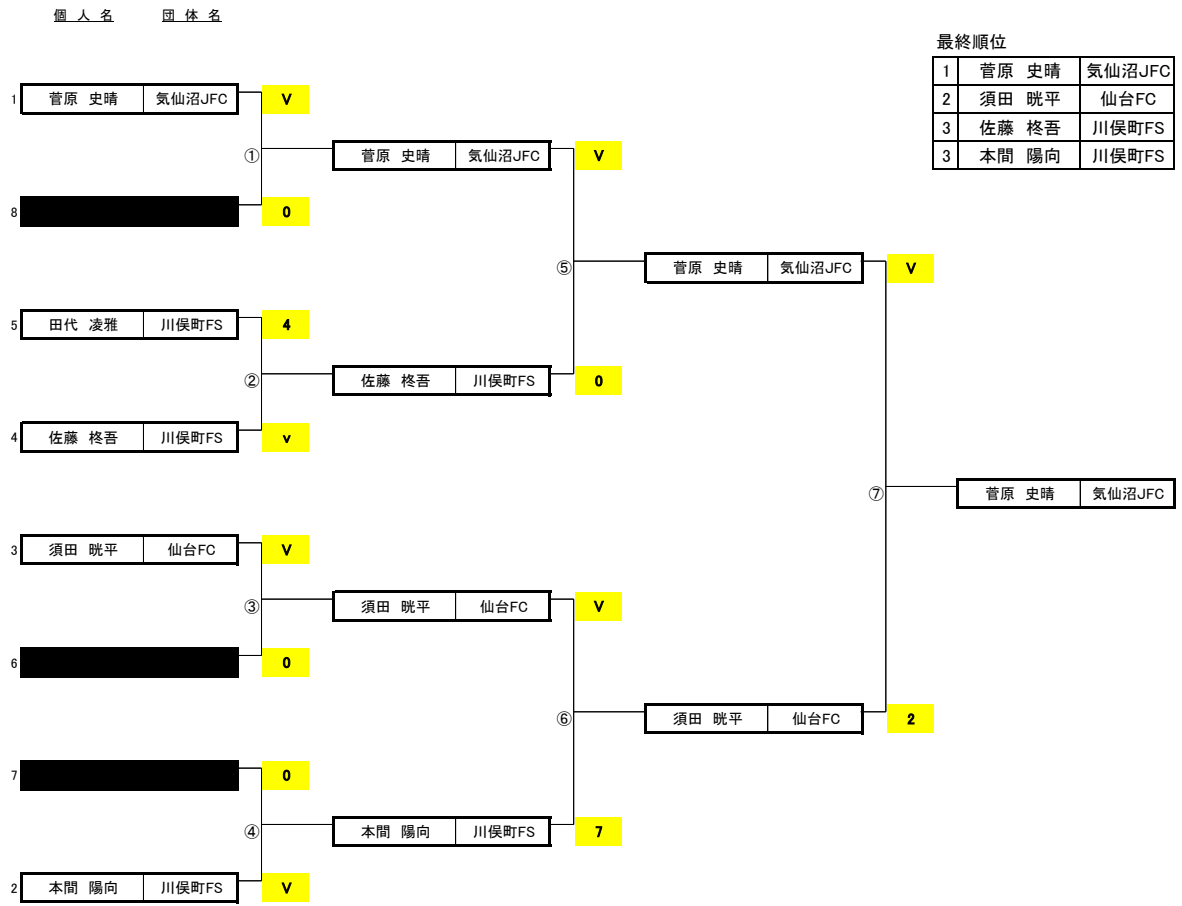 個 人 名 団 体 名
最終順位
1 菅原 史晴 気仙沼JFC
2 須田 晄平 仙台FC
3 佐藤 柊吾 川俣町FS
3 本間 陽向 川俣町FS
1 菅原 史晴 気仙沼JFC V
① 菅原 史晴 気仙沼JFC V
8 0
⑤ 菅原 史晴 気仙沼JFC V
5 田代 凌雅 川俣町FS 4
② 佐藤 柊吾 川俣町FS 0
4 佐藤 柊吾 川俣町FS v
⑦ 菅原 史晴 気仙沼JFC
3 須田 晄平 仙台FC V
③ 須田 晄平 仙台FC V
6 0
⑥ 須田 晄平 仙台FC 2
7 0
④ 本間 陽向 川俣町FS 7
2 本間 陽向 川俣町FS V